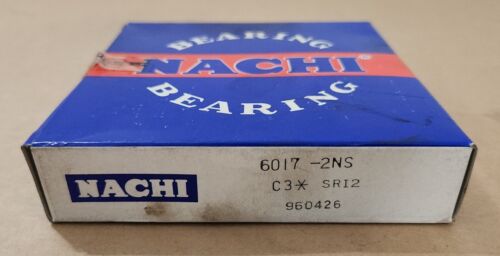 BEARING
NACHI®
BEARING
NACHI
6017 -2NS
C3* SRI2
960426